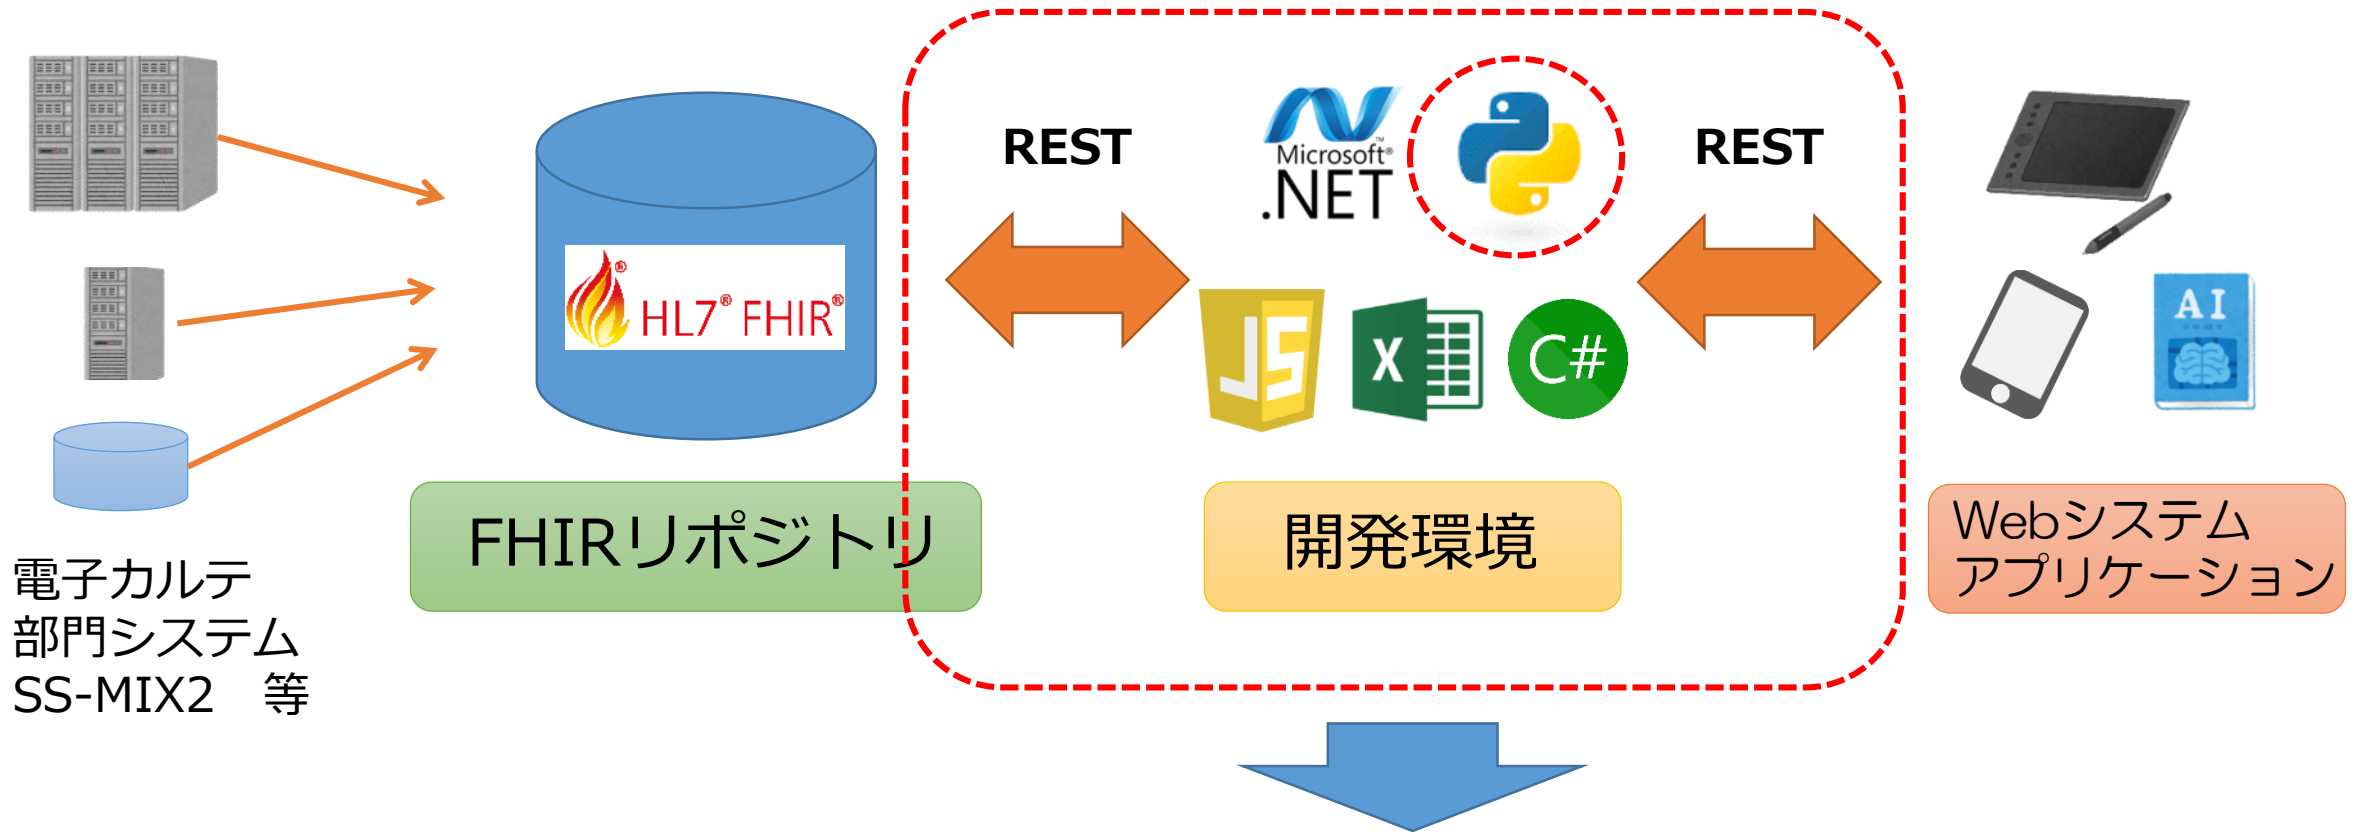 電子カルテ
部門システム
SS-MIX2　等
HL7® FHIR®
®
FHIRリポジトリ
REST
Microsoft®
™
.NET
JS
X
C#
開発環境
REST
AI
Webシステム
アプリケーション